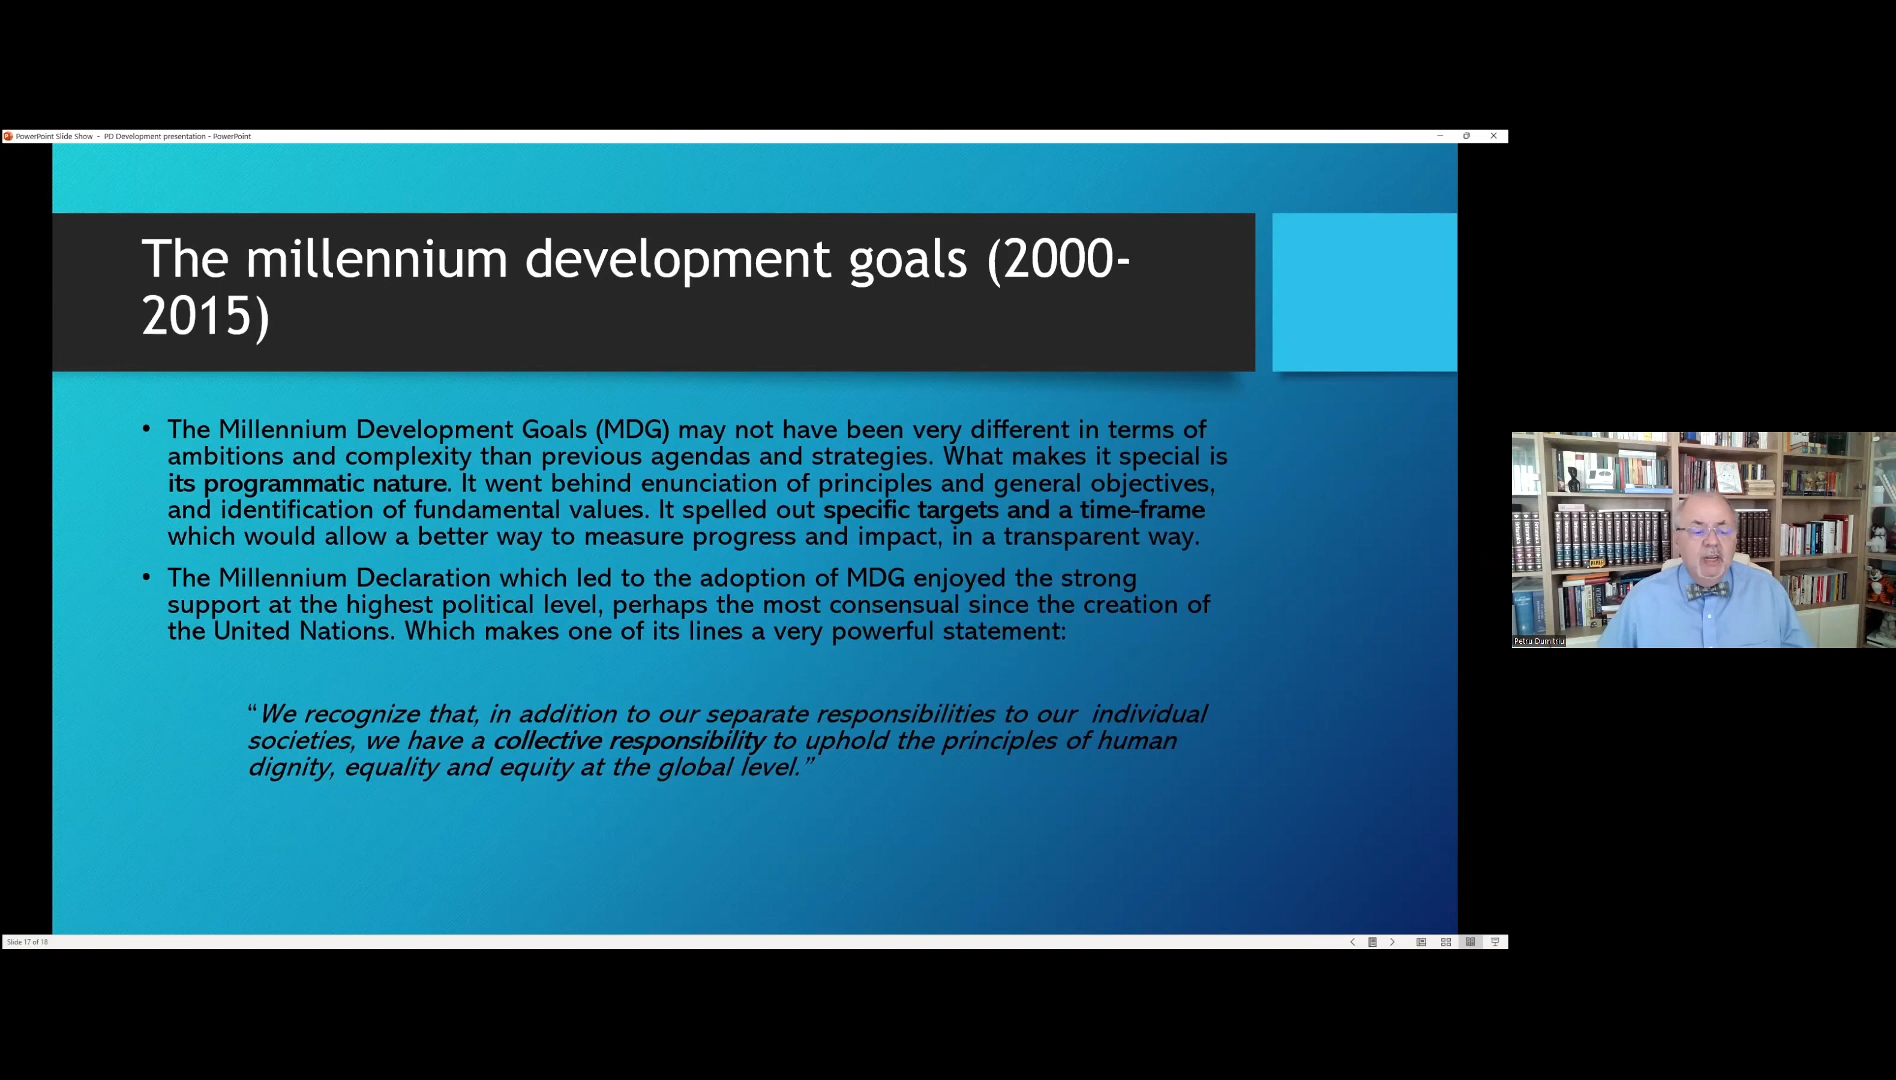 PowerPoint Slide Show - PD Development presentation - PowerPoint
The millennium development goals (2000-
2015)
• The Millennium Development Goals (MDG) may not have been very different in terms of
ambitions and complexity than previous agendas and strategies. What makes it special is
its programmatic nature. It went behind enunciation of principles and general objectives,
and identification of fundamental values. It spelled out specific targets and a time-frame
which would allow a better way to measure progress and impact, in a transparent way.
• The Millennium Declaration which led to the adoption of MDG enjoyed the strong
support at the highest political level, perhaps the most consensual since the creation of
the United Nations. Which makes one of its lines a very powerful statement:
“We recognize that, in addition to our separate responsibilities to our individual
societies, we have a collective responsibility to uphold the principles of human
dignity, equality and equity at the global level.”
Petru Dumitriu
Slide 17 of 18